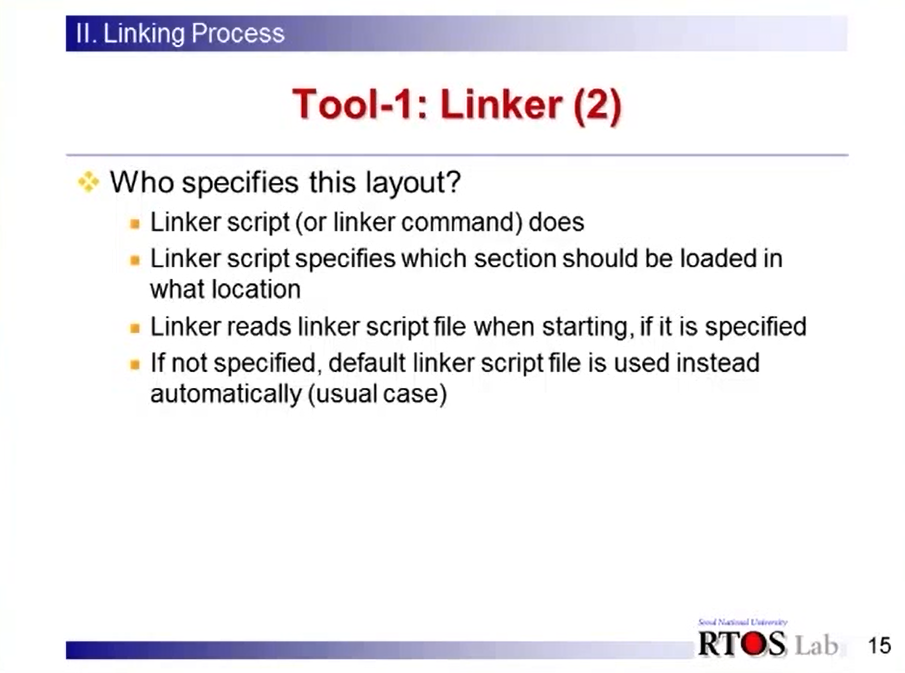 II. Linking Process
Tool-1: Linker (2)
Who specifies this layout?
Linker script (or linker command) does
Linker script specifies which section should be loaded in
what location
Linker reads linker script file when starting, if it is specified
If not specified, default linker script file is used instead
automatically (usual case)
Seoul National University
RTOS Lab
15